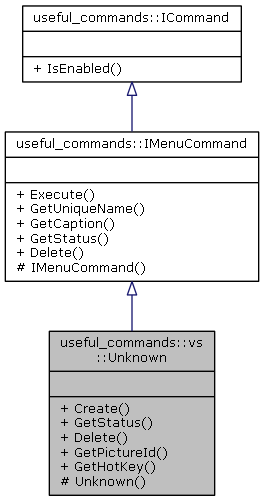 useful_commands::ICommand
+ IsEnabled()
useful_commands::IMenuCommand
+ Execute()
+ GetUniqueName()
+ GetCaption()
+ GetStatus()
+ Delete()
# IMenuCommand()
useful_commands::vs
::Unknown
+ Create()
+ GetStatus()
+ Delete()
+ GetPictureId()
+ GetHotKey()
# Unknown()